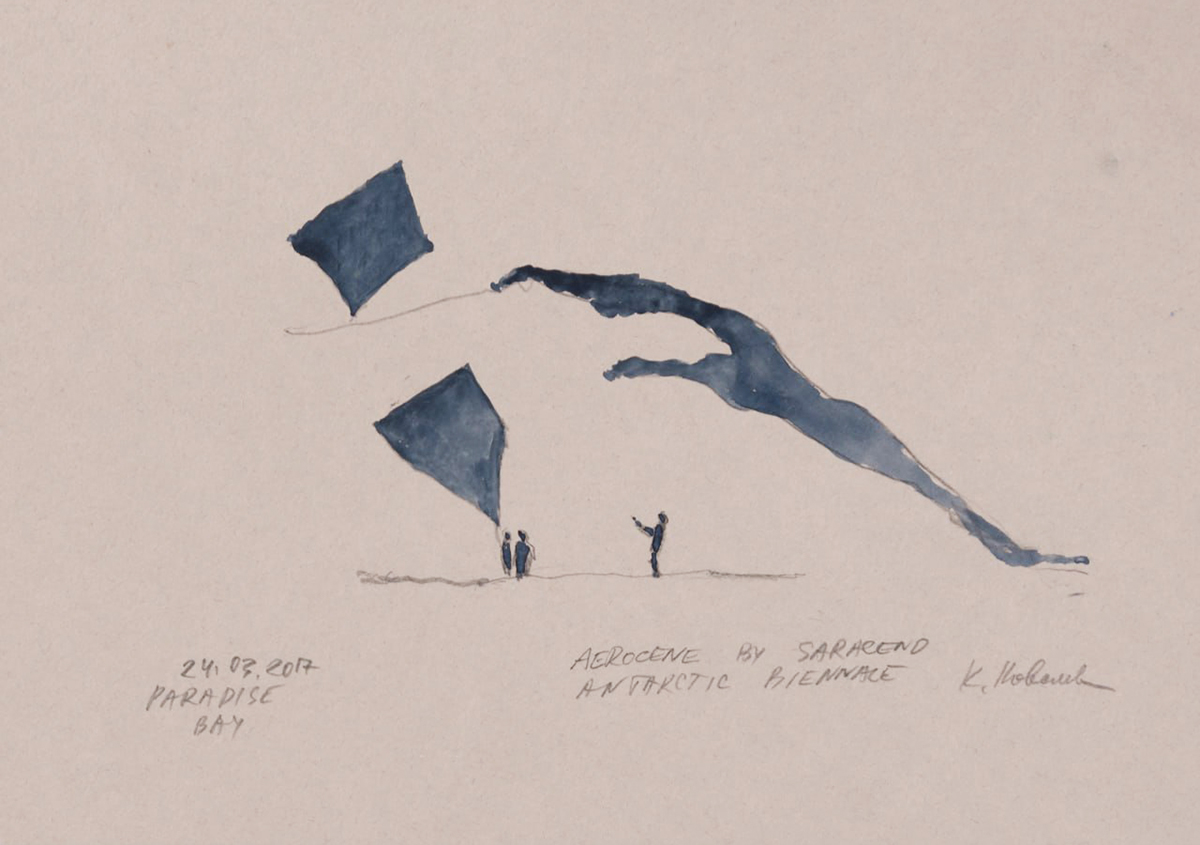 24.03.2017
PARADISE
BAY
AEROCENE BY SARACENO
ANTARCTIC BIENNALE
К.